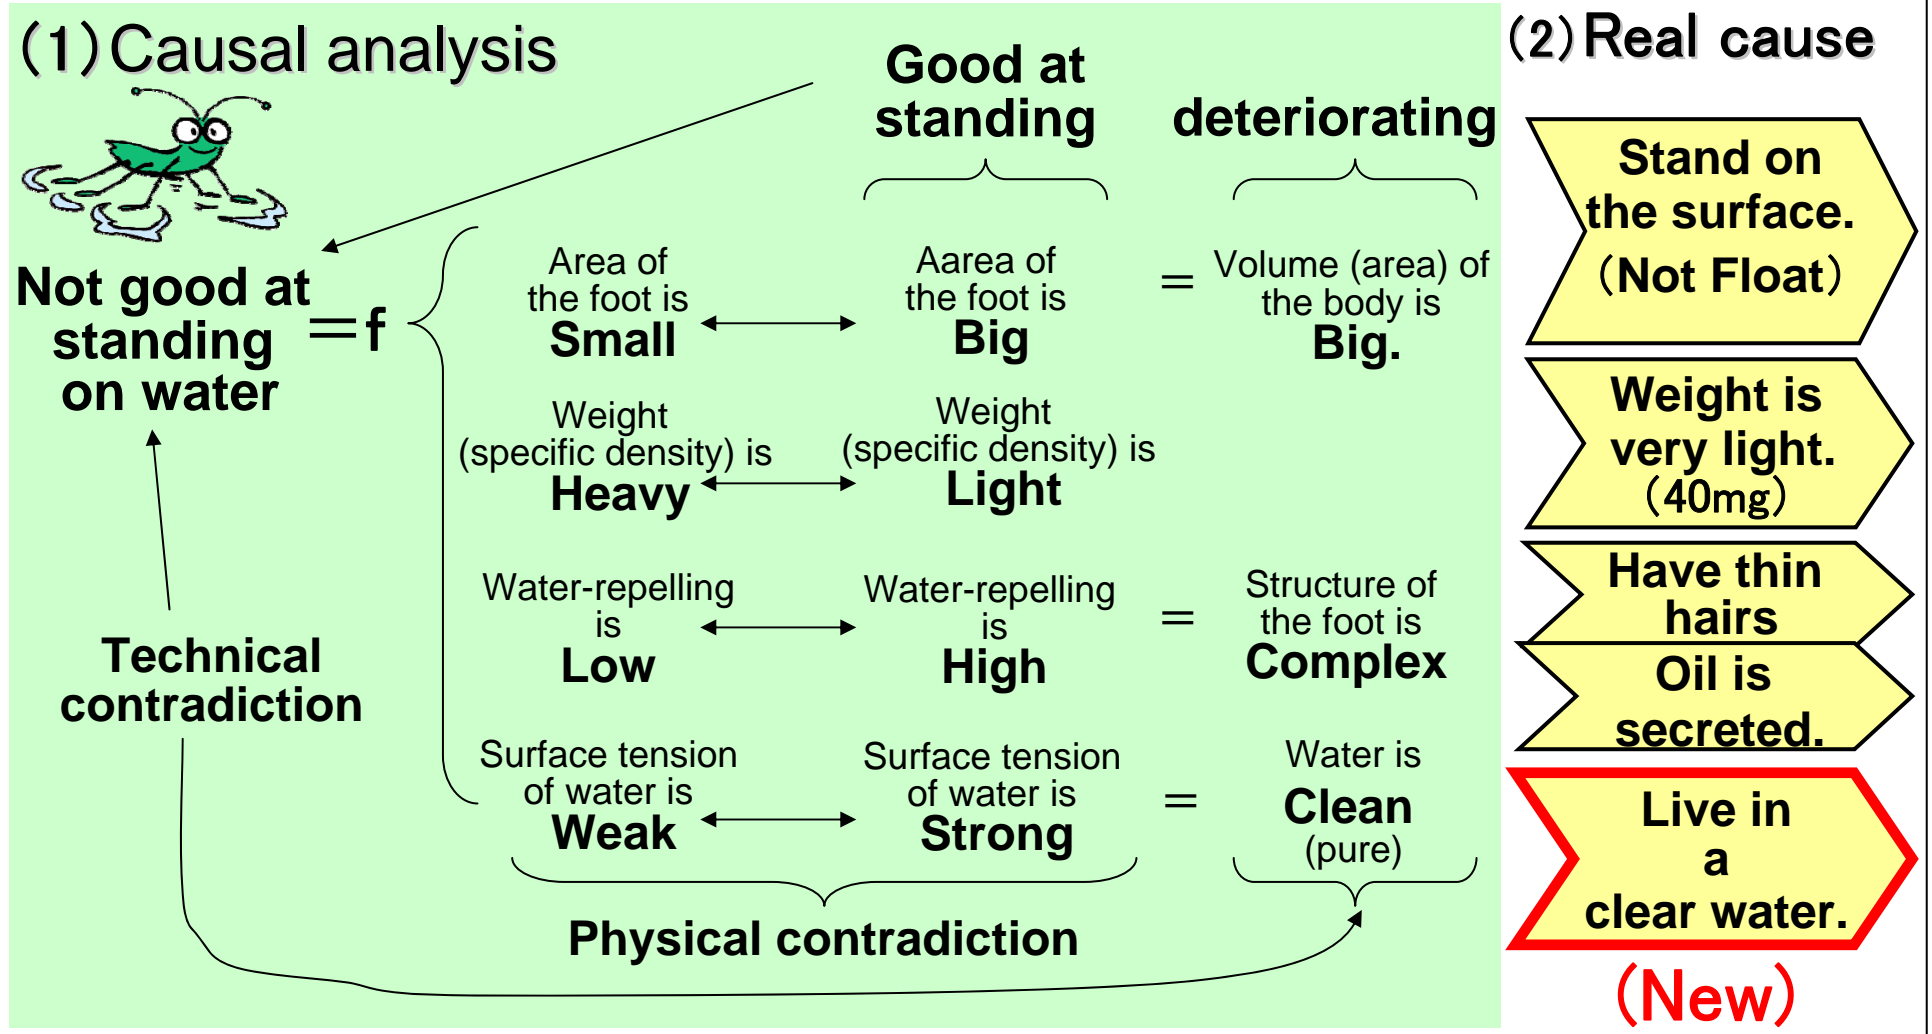 (1)Causal analysis
Good at
standing
deteriorating
Not good at
standing
on water
=f
Area of
the foot is
Small
Aarea of
the foot is
Big
=
Volume (area) of
the body is
Big.
Weight
(specific density) is
Heavy
Weight
(specific density) is
Light
Water-repelling
is
Low
Water-repelling
is
High
=
Structure of
the foot is
Complex
Technical
contradiction
Surface tension
of water is
Weak
Surface tension
of water is
Strong
=
Water is
Clean
(pure)
Physical contradiction
(2)Real cause
Stand on
the surface.
(Not Float)
Weight is
very light.
(40mg)
Have thin
hairs
Oil is
secreted.
Live in
a
clear water.
(New)